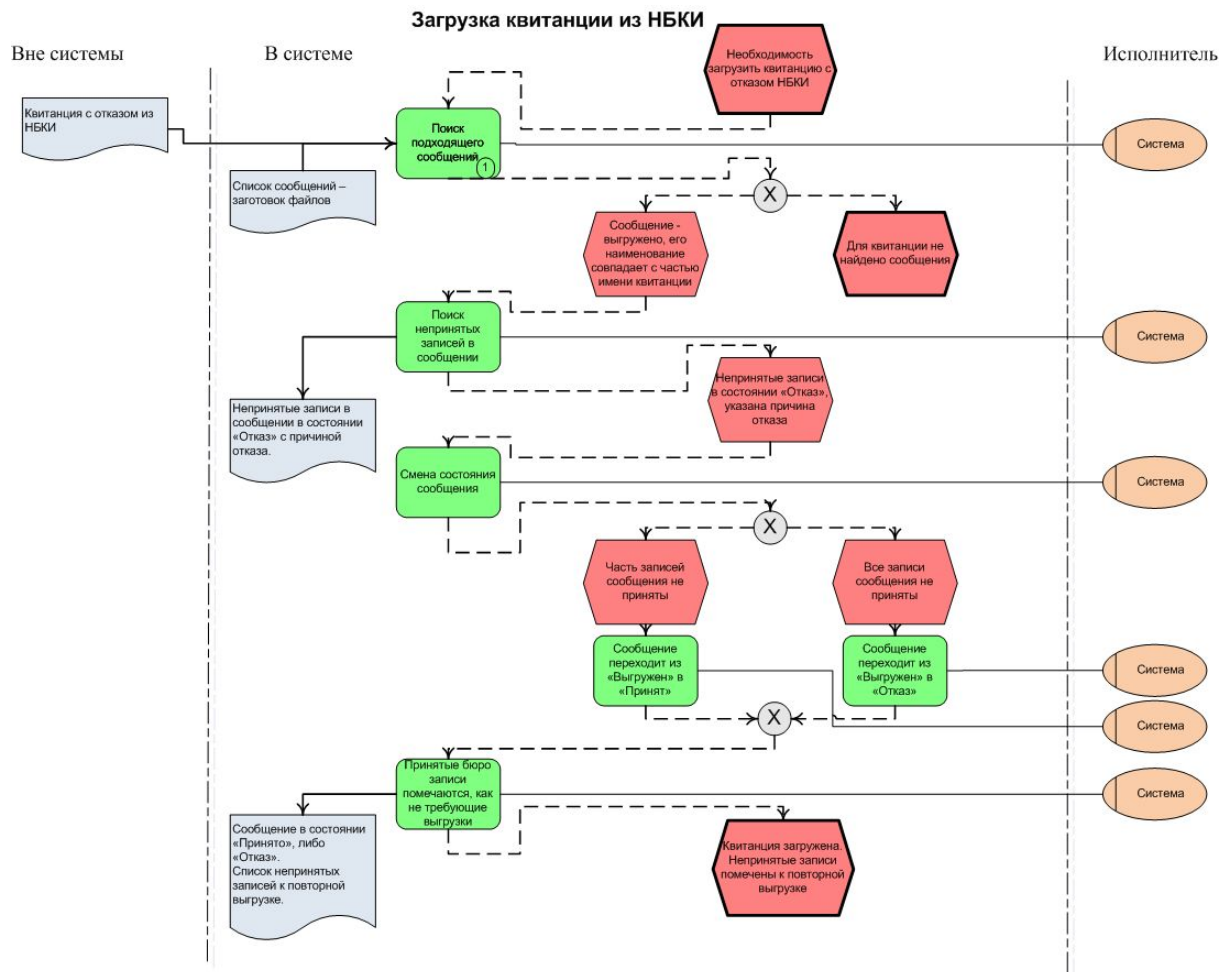 Загрузка квитанции из НБКИ
Вне системы
В системе
Исполнитель
Необходимость
загрузить квитанцию с
отказом НБКИ
Квитанция с отказом из
НБКИ
Поиск
подходящего
сообщений
1
Система
Список сообщений –
заготовок файлов
X
Сообщение -
выгружено, его
наименование
совпадает с частью
имени квитанции
Для квитанции не
найдено сообщения
Поиск
непринятых
записей в
сообщении
Система
Непринятые записи
в состоянии «Отказ»,
указана причина
отказа
Непринятые записи в
сообщении в состоянии
«Отказ» с причиной
отказа.
Смена состояния
сообщения
Система
X
Часть записей
сообщения не
приняты
Все записи
сообщения не
приняты
Сообщение
переходит из
«Выгружен» в
«Принят»
Сообщение
переходит из
«Выгружен» в
«Отказ»
Система
X
Система
Принятые бюро
записи
помечаются, как
не требующие
выгрузки
Система
Сообщение в состоянии
«Принято», либо
«Отказ».
Список непринятых
записей к повторной
выгрузке.
Квитанция загружена.
Непринятые записи
помечены к повторной
выгрузке